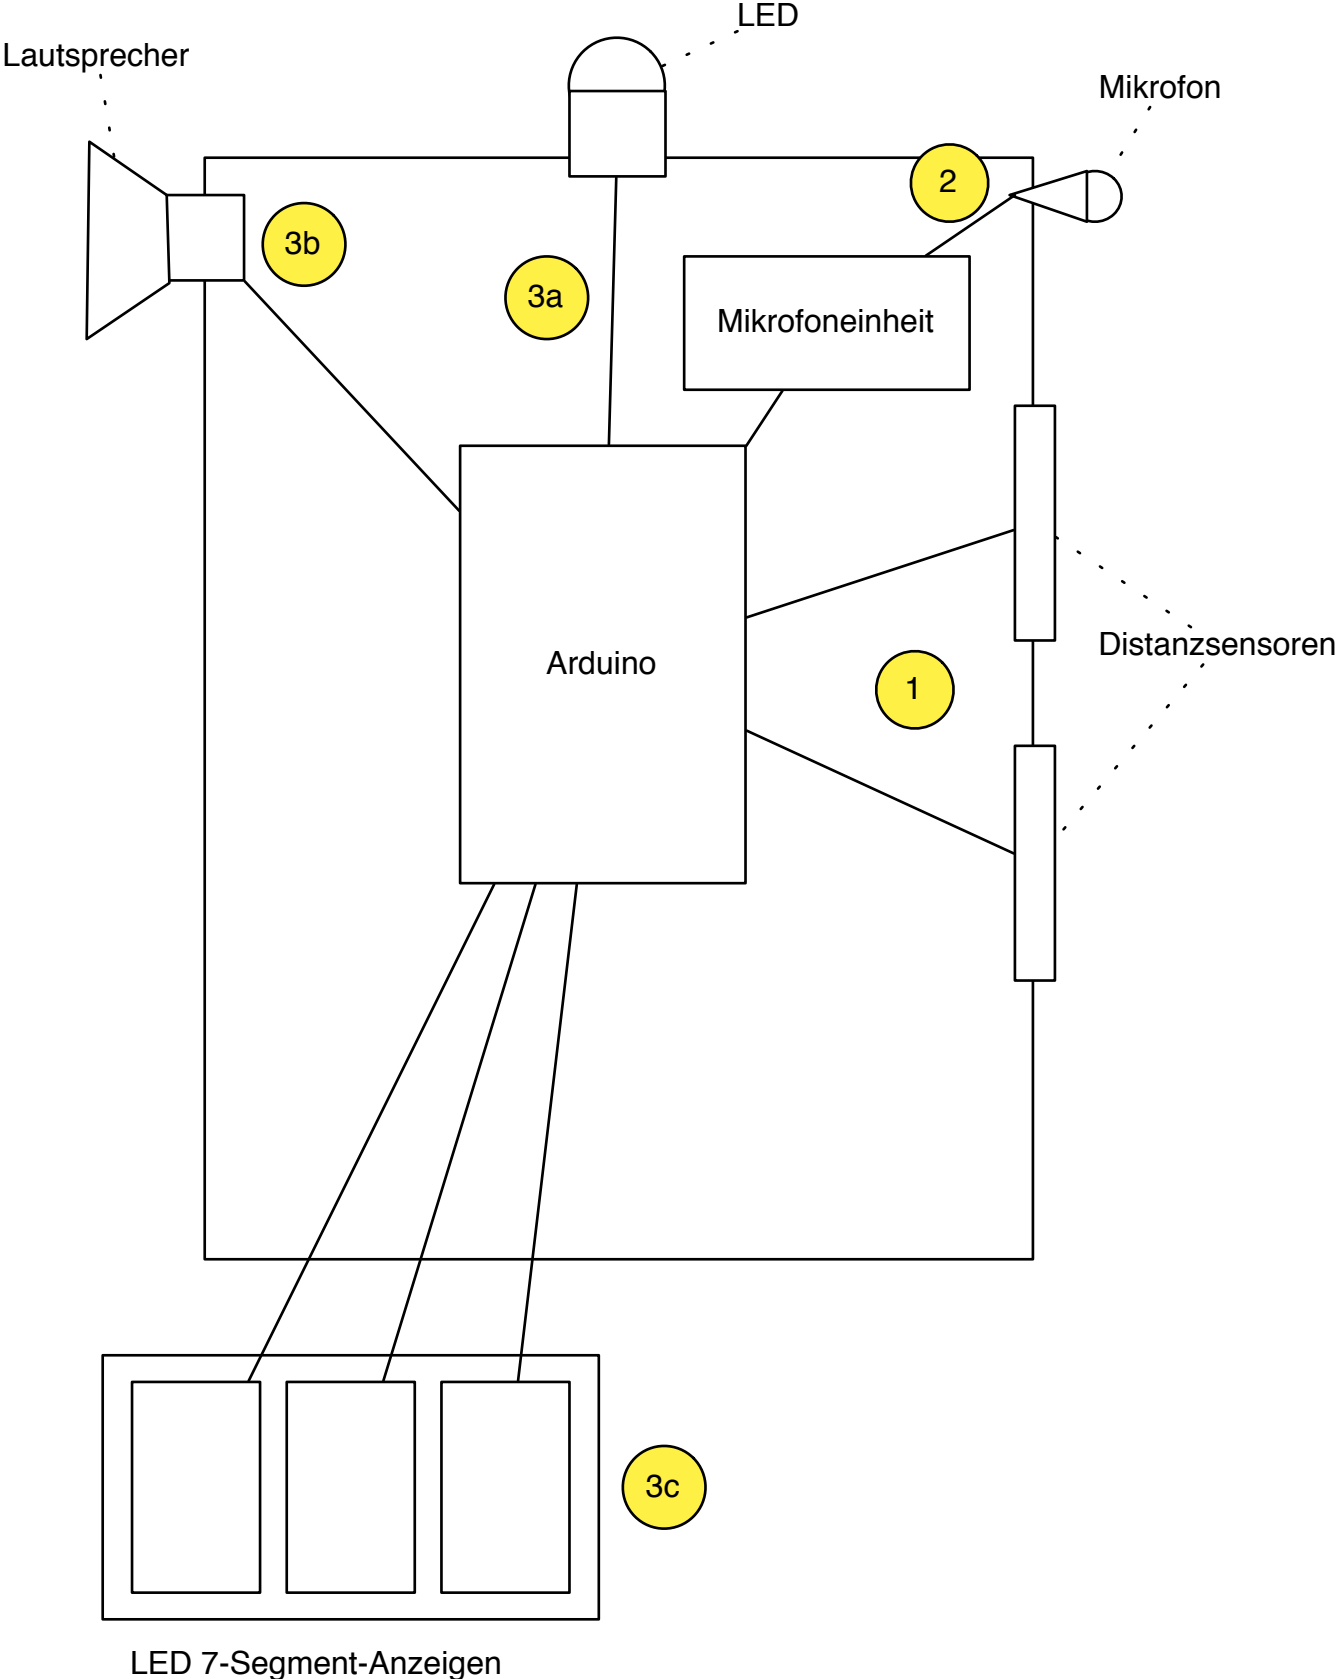 LED
Lautsprecher
Mikrofon
2
3b
3a
Mikrofoneinheit
Distanzsensoren
Arduino
1
3c
LED 7-Segment-Anzeigen